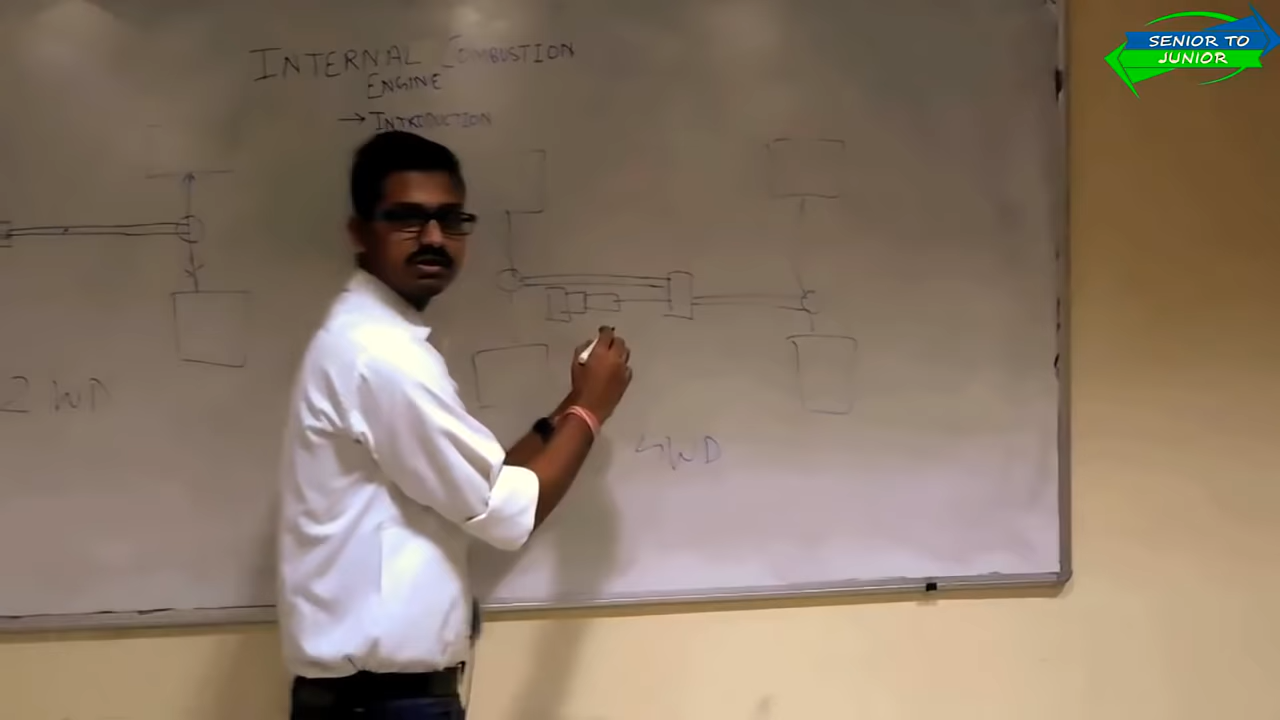 INTERNAL COMBUSTION
ENGINE
→ INTRODUCTION
SENIOR TO
JUNIOR
2 WD
4WD